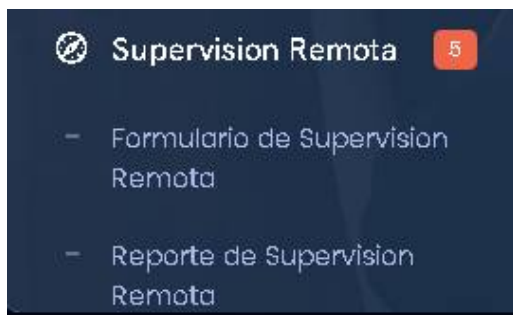 Supervision Remota 5
- Formulario de Supervision
Remota
- Reporte de Supervision
Remota